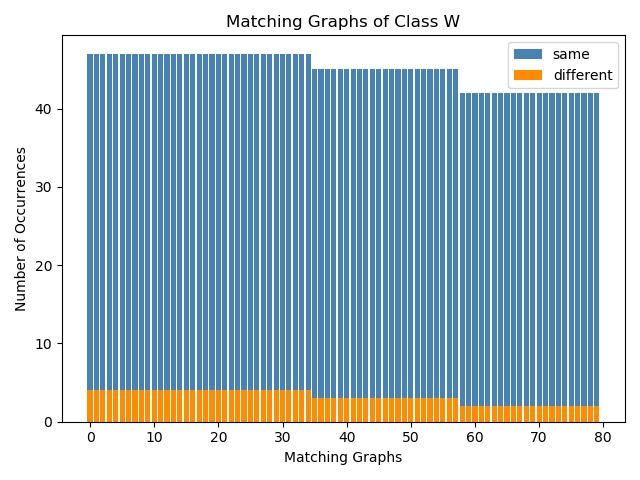 Matching Graphs of Class W
same
different
Number of Occurrences
40
30
20
10
0
0 10 20 30 40 50 60 70 80
Matching Graphs